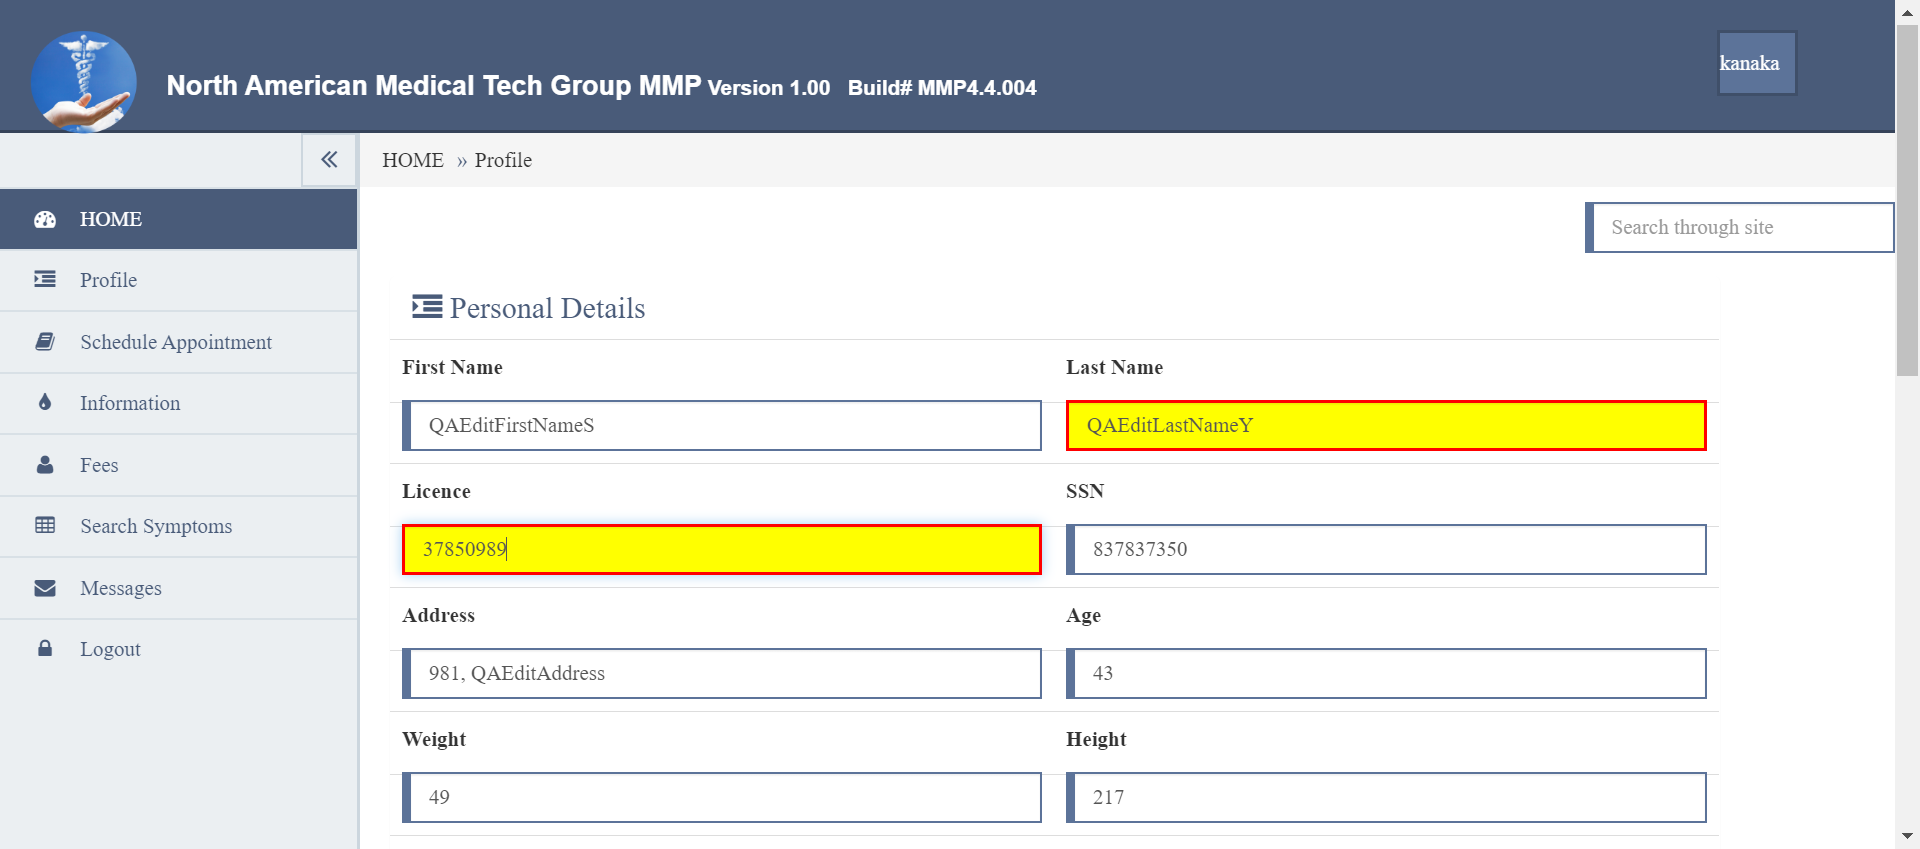 North American Medical Tech Group MMP Version 1.00 Build# MMP4.4.004
kanaka
HOME » Profile
HOME
Profile
Schedule Appointment
Information
Fees
Search Symptoms
Messages
Logout
Search through site
Personal Details
First Name
Last Name
QAEditFirstNameS
QAEditLastNameY
Licence
SSN
37850989
837837350
Address
Age
981, QAEditAddress
43
Weight
Height
49
217